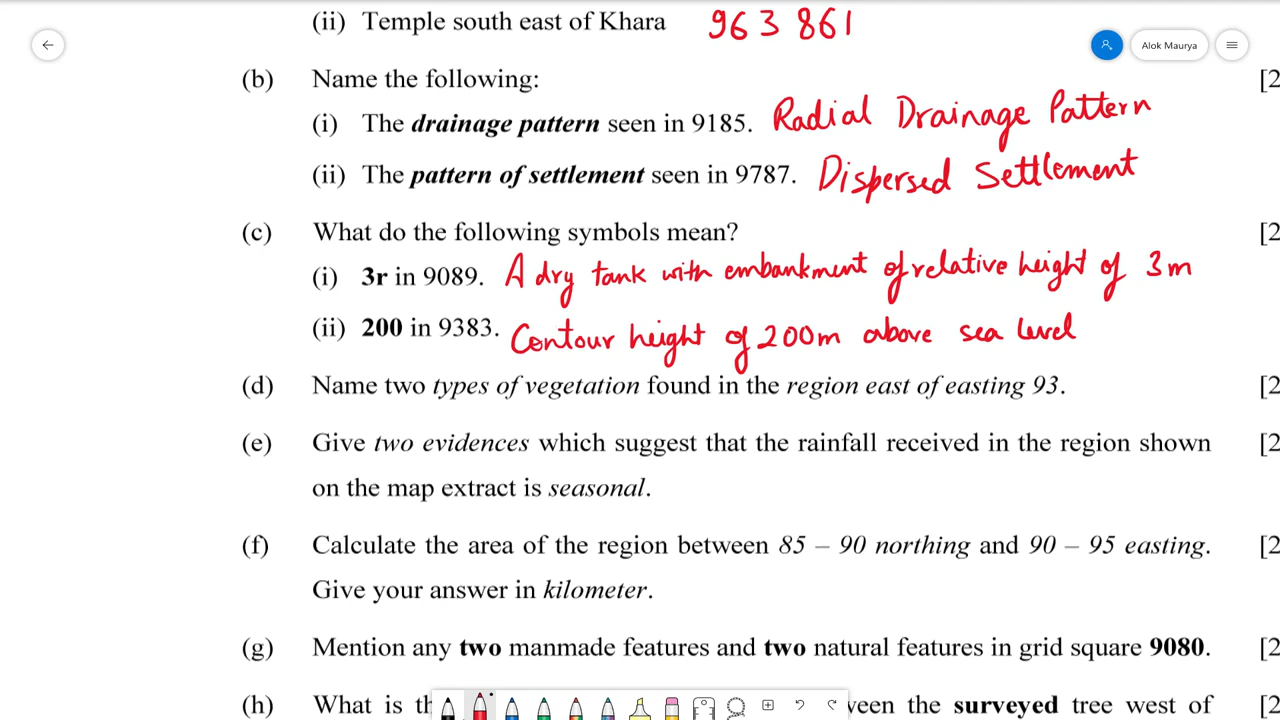 (ii) Temple south east of Khara 963 861
Alok Maurya
(b) Name the following: [2
(i) The drainage pattern seen in 9185. Radial Drainage Pattern
(ii) The pattern of settlement seen in 9787. Dispersed Settlement
(c) What do the following symbols mean? [2
(i) 3r in 9089. A dry tank with embankment of relative height of 3m
(ii) 200 in 9383. Contour height of 200m above sea level
(d) Name two types of vegetation found in the region east of easting 93. [2
(e) Give two evidences which suggest that the rainfall received in the region shown [2
on the map extract is seasonal.
(f) Calculate the area of the region between 85 – 90 northing and 90 – 95 easting. [2
Give your answer in kilometer.
(g) Mention any two manmade features and two natural features in grid square 9080. [2
(h) What is the surveyed tree west of [2